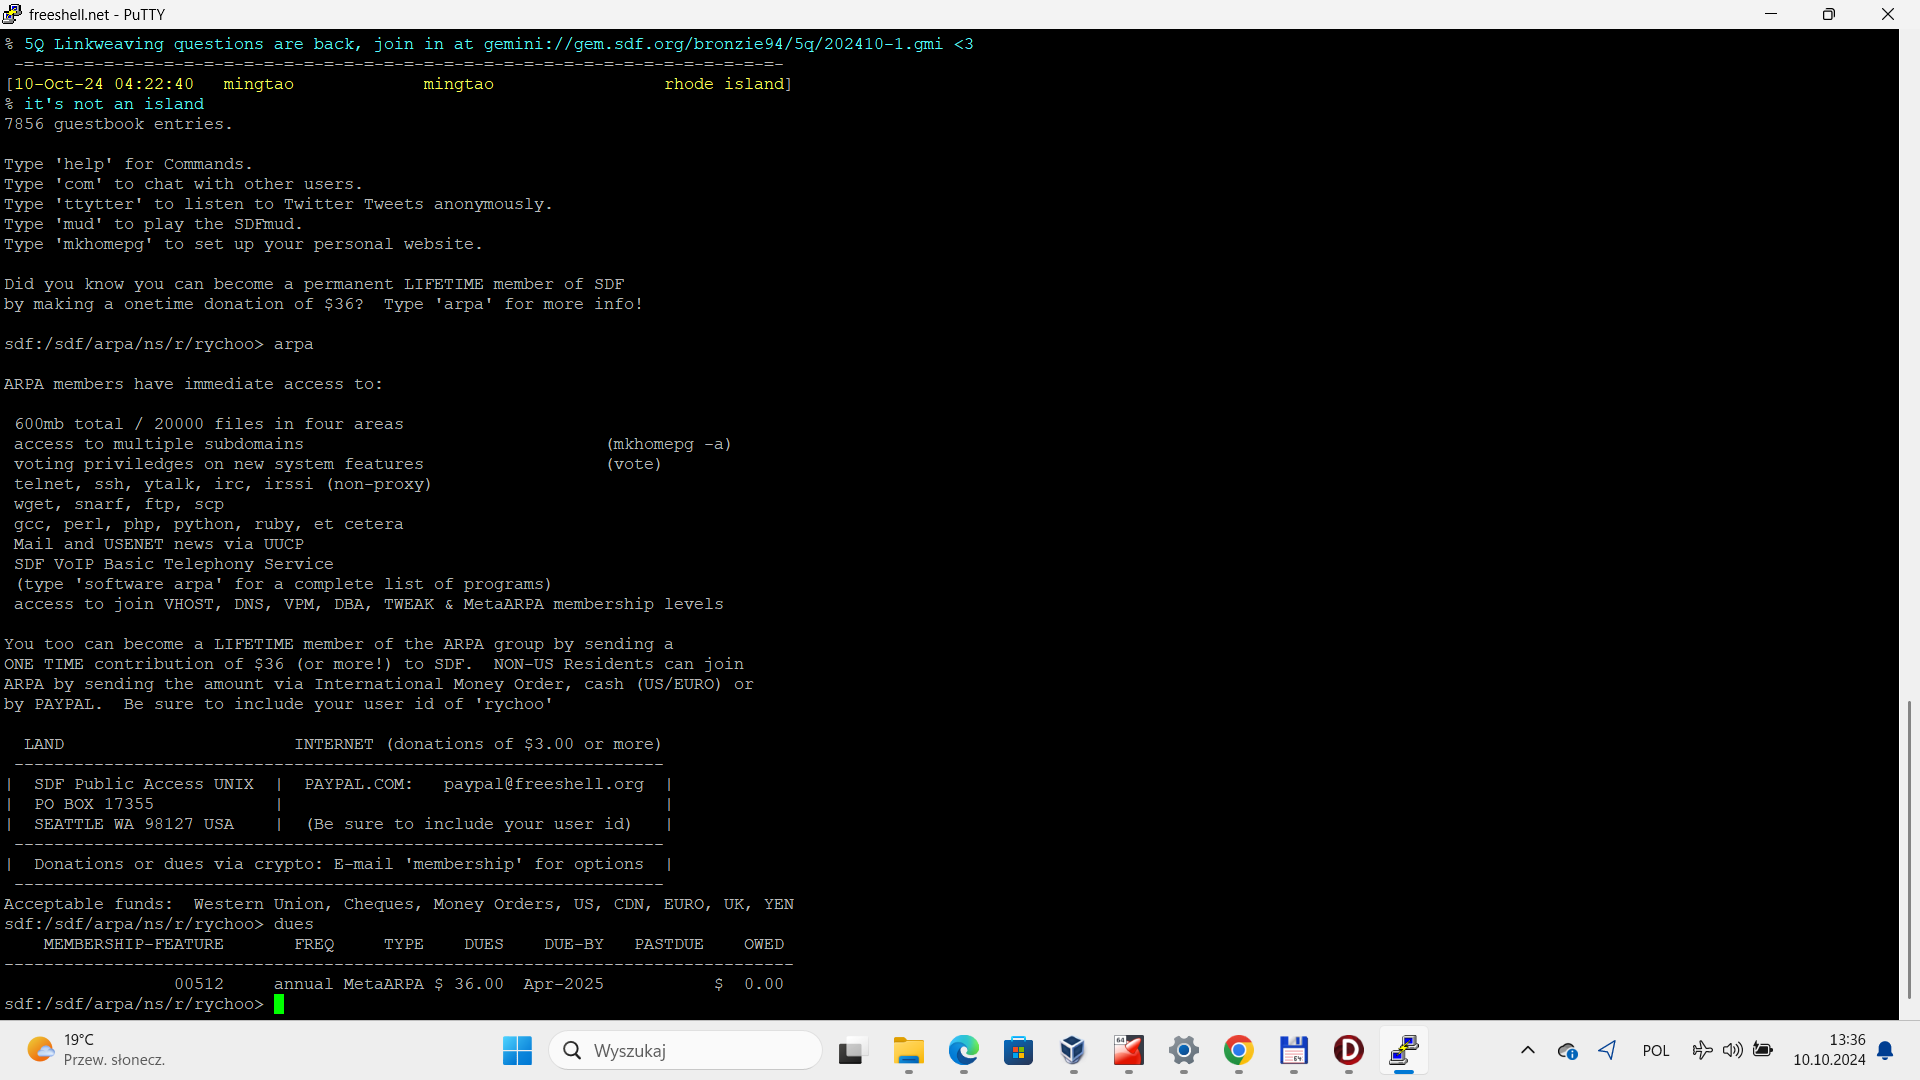 freeshell.net - PuTTY
% 5Q Linkweaving questions are back, join in at gemini://gem.sdf.org/bronzie94/5q/202410-1.gmi <3
-=-=-=-=-=-=-=-=-=-=-=-=-=-=-=-=-=-=-=-=-=-=-=-=-=-=-=-=-=-=-=-=-=-=-=-=-=-
[10-Oct-24 04:22:40   mingtao             mingtao                 rhode island]
% it's not an island
7856 guestbook entries.
Type 'help' for Commands.
Type 'com' to chat with other users.
Type 'ttytter' to listen to Twitter Tweets anonymously.
Type 'mud' to play the SDFmud.
Type 'mkhomepg' to set up your personal website.
Did you know you can become a permanent LIFETIME member of SDF
by making a onetime donation of $36?  Type 'arpa' for more info!
sdf:/sdf/arpa/ns/r/rychoo> arpa
ARPA members have immediate access to:
600mb total / 20000 files in four areas
access to multiple subdomains                              (mkhomepg -a)
voting priviledges on new system features                  (vote)
telnet, ssh, ytalk, irc, irssi (non-proxy)
wget, snarf, ftp, scp
gcc, perl, php, python, ruby, et cetera
Mail and USENET news via UUCP
SDF VoIP Basic Telephony Service
(type 'software arpa' for a complete list of programs)
access to join VHOST, DNS, VPM, DBA, TWEAK & MetaARPA membership levels
You too can become a LIFETIME member of the ARPA group by sending a
ONE TIME contribution of $36 (or more!) to SDF.  NON-US Residents can join
ARPA by sending the amount via International Money Order, cash (US/EURO) or
by PAYPAL.  Be sure to include your user id of 'rychoo'
LAND                       INTERNET (donations of $3.00 or more)
-----------------------------------------------------------------
|  SDF Public Access UNIX  |  PAYPAL.COM:   paypal@freeshell.org  |
|  PO BOX 17355            |                                      |
|  SEATTLE WA 98127 USA    |  (Be sure to include your user id)   |
-----------------------------------------------------------------
|  Donations or dues via crypto: E-mail 'membership' for options  |
-----------------------------------------------------------------
Acceptable funds:  Western Union, Cheques, Money Orders, US, CDN, EURO, UK, YEN
sdf:/sdf/arpa/ns/r/rychoo> dues
MEMBERSHIP-FEATURE       FREQ     TYPE    DUES    DUE-BY   PASTDUE    OWED
-------------------------------------------------------------------------------
00512     annual MetaARPA $ 36.00  Apr-2025           $  0.00
sdf:/sdf/arpa/ns/r/rychoo>
19°C
Przew. słonecz.
Wyszukaj
64
64
D
POL
13:36
10.10.2024